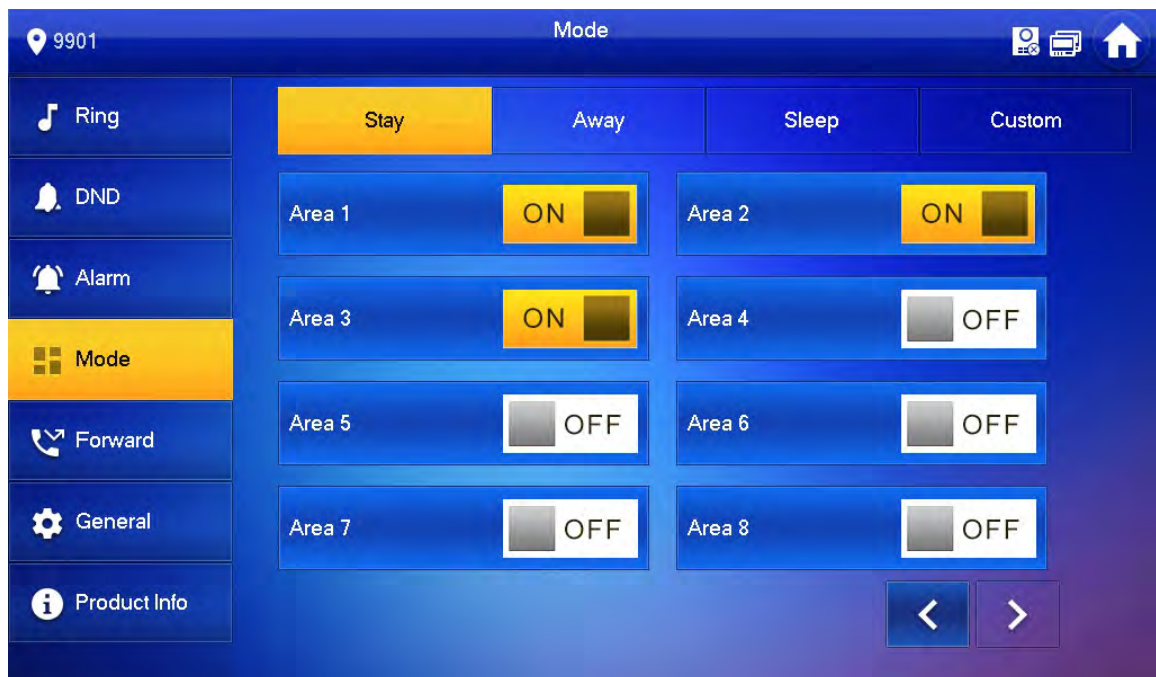 9901
Mode
Ring
DND
Alarm
Mode
Forward
General
Product Info
Stay Away Sleep Custom
Area 1 ON Area 2 ON
Area 3 ON Area 4 OFF
Area 5 OFF Area 6 OFF
Area 7 OFF Area 8 OFF